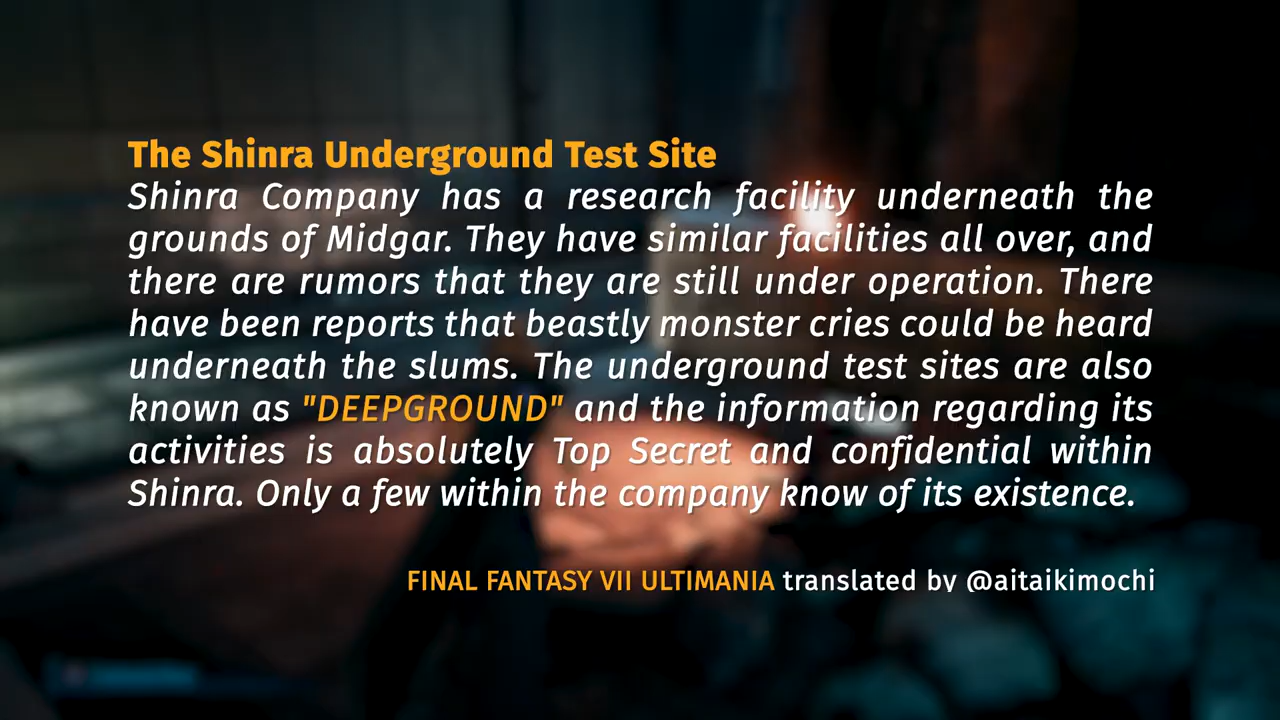 The Shinra Underground Test Site
Shinra Company has a research facility underneath the
grounds of Midgar. They have similar facilities all over, and
there are rumors that they are still under operation. There
have been reports that beastly monster cries could be heard
underneath the slums. The underground test sites are also
known as "DEEPGROUND" and the information regarding its
activities is absolutely Top Secret and confidential within
Shinra. Only a few within the company know of its existence.
FINAL FANTASY VII ULTIMANIA translated by @aitaikimochi